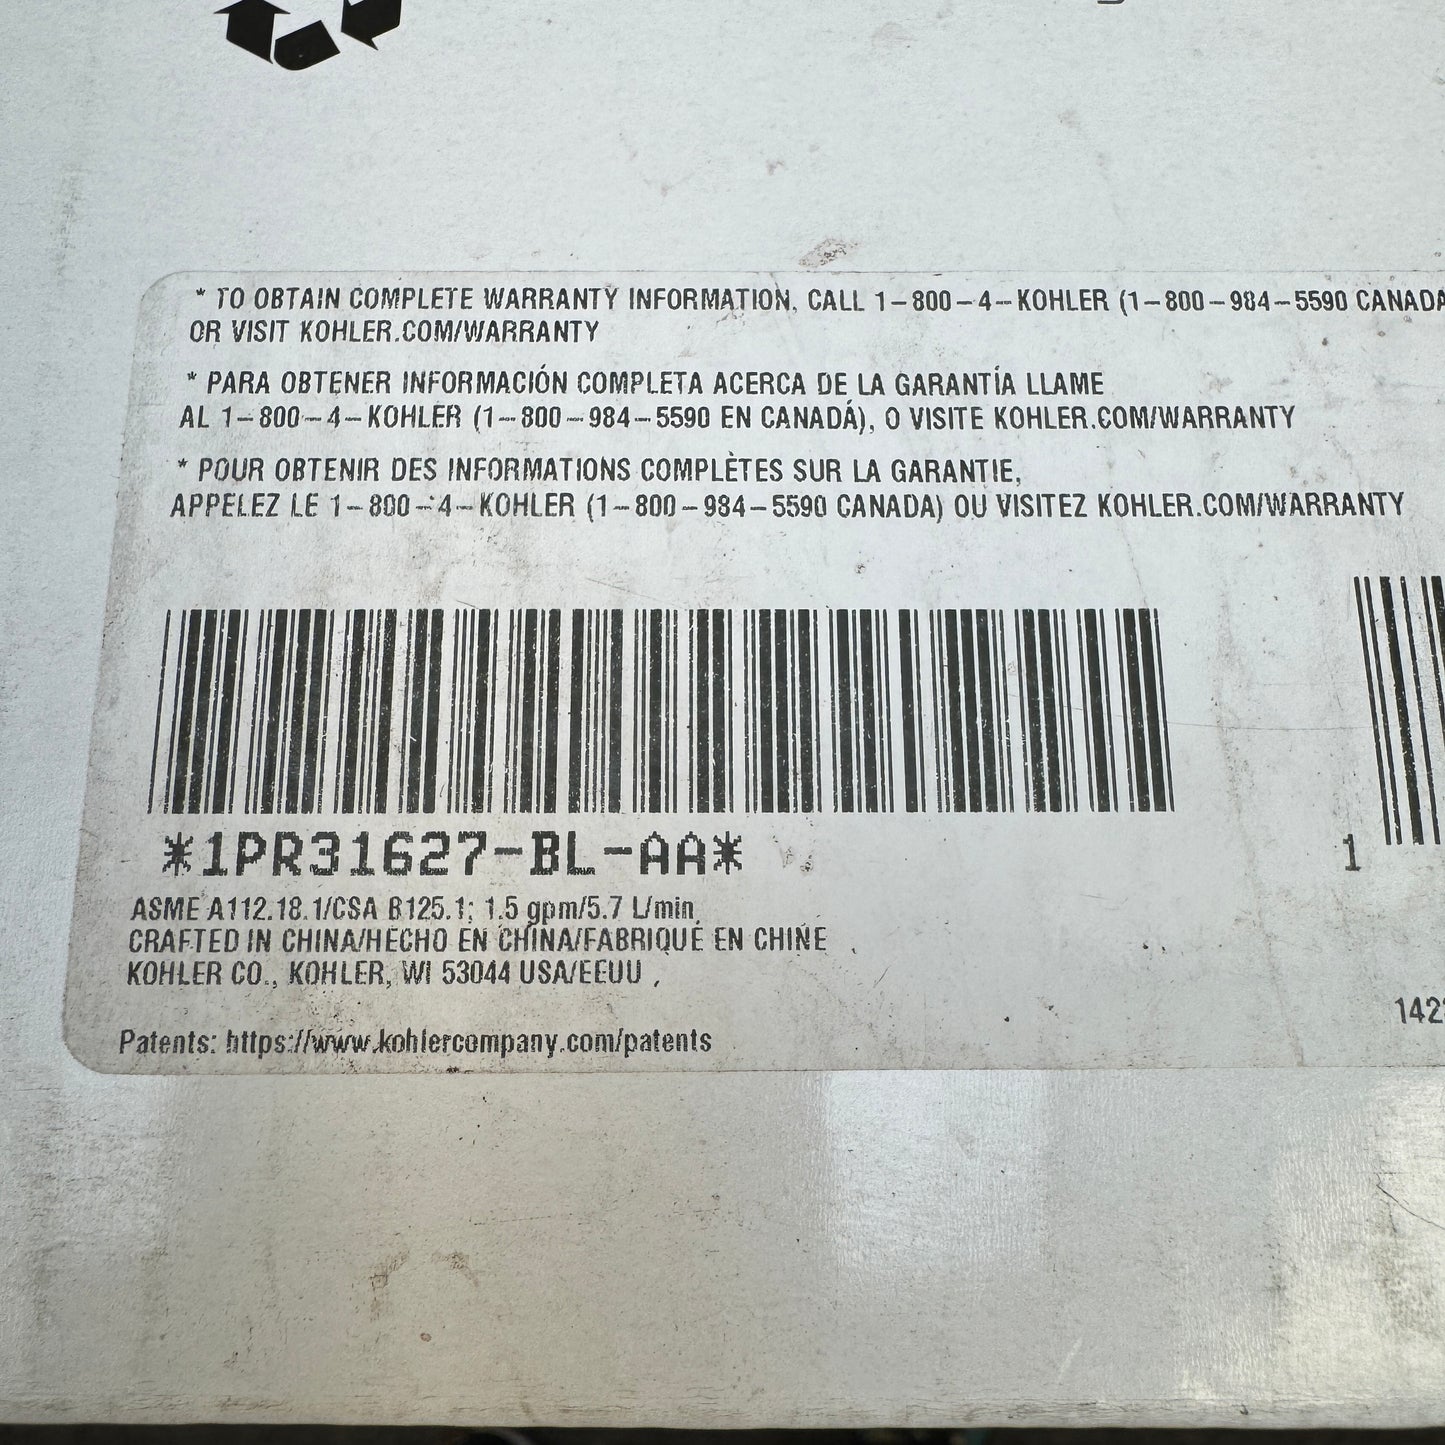 * TO OBTAIN COMPLETE WARRANTY INFORMATION, CALL 1-800-4-KOHLER (1-800-984-5590 CANADA
OR VISIT KOHLER.COM/WARRANTY
* PARA OBTENER INFORMACIÓN COMPLETA ACERCA DE LA GARANTÍA LLAME
AL 1-800-4-KOHLER (1-800-984-5590 EN CANADÁ), O VISITE KOHLER.COM/WARRANTY
* POUR OBTENIR DES INFORMATIONS COMPLÈTES SUR LA GARANTIE,
APPELEZ LE 1-800-4-KOHLER (1-800-984-5590 CANADA) OU VISITEZ KOHLER.COM/WARRANTY
*1PR31627-BL-AA*
1
ASME A112.18.1/CSA B125.1; 1.5 gpm/5.7 L/min,
CRAFTED IN CHINA/HECHO EN CHINA/FABRIQUÉ EN CHINE
KOHLER CO., KOHLER, WI 53044 USA/EEUU ,
142
Patents: https://www.kohlercompany.com/patents